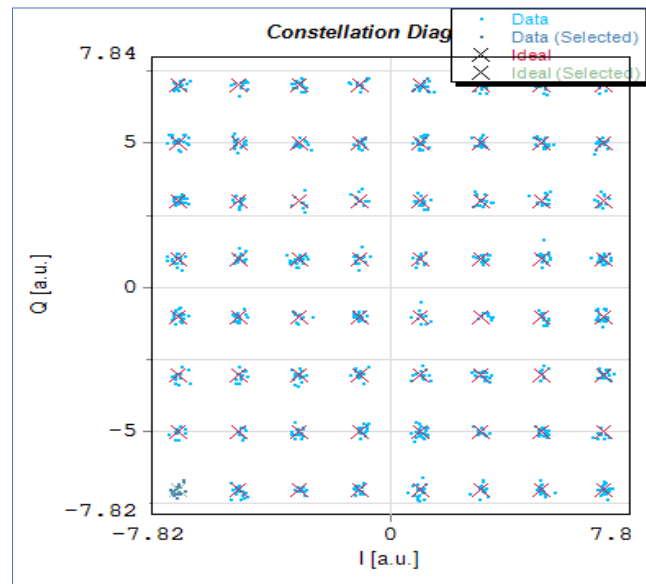 Constellation Diag
Data
Data (Selected)
Ideal
Ideal (Selected)
7.84
5
0
-5
-7.82
Q [a.u.]
-7.82
0
7.8
I [a.u.]